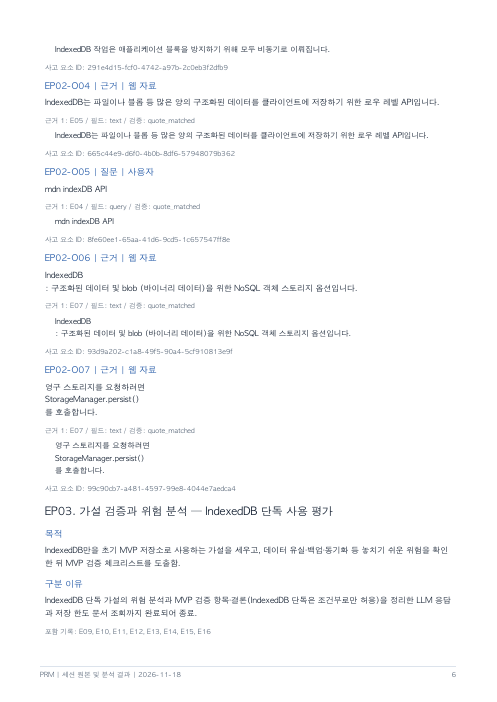 IndexedDB 작업은 애플리케이션 블록을 방지하기 위해 모두 비동기로 이뤄집니다.
사고 요소 ID: 291e4d15-fcf0-4742-a97b-2c0eb3f2dfb9
EP02-O04 | 근거 | 웹 자료
IndexedDB는 파일이나 블롭 등 많은 양의 구조화된 데이터를 클라이언트에 저장하기 위한 로우 레벨 API입니다.
근거 1: E05 / 필드: text / 검증: quote_matched
IndexedDB는 파일이나 블롭 등 많은 양의 구조화된 데이터를 클라이언트에 저장하기 위한 로우 레벨 API입니다.
사고 요소 ID: 665c44e9-d6f0-4b0b-8df6-57948079b362
EP02-O05 | 질문 | 사용자
mdn indexDB API
근거 1: E04 / 필드: query / 검증: quote_matched
mdn indexDB API
사고 요소 ID: 8fe60ee1-65aa-41d6-9cd5-1c657547ff8e
EP02-O06 | 근거 | 웹 자료
IndexedDB
: 구조화된 데이터 및 blob (바이너리 데이터)을 위한 NoSQL 객체 스토리지 옵션입니다.
근거 1: E07 / 필드: text / 검증: quote_matched
IndexedDB
: 구조화된 데이터 및 blob (바이너리 데이터)을 위한 NoSQL 객체 스토리지 옵션입니다.
사고 요소 ID: 93d9a202-c1a8-49f5-90a4-5cf910813e9f
EP02-O07 | 근거 | 웹 자료
영구 스토리지를 요청하려면
StorageManager.persist()
를 호출합니다.
근거 1: E07 / 필드: text / 검증: quote_matched
영구 스토리지를 요청하려면
StorageManager.persist()
를 호출합니다.
사고 요소 ID: 99c90cb7-a481-4597-99e8-4044e7aedca4
EP03. 가설 검증과 위험 분석 — IndexedDB 단독 사용 평가
목적
IndexedDB만을 초기 MVP 저장소로 사용하는 가설을 세우고, 데이터 유실·백업·동기화 등 놓치기 쉬운 위험을 확인
한 뒤 MVP 검증 체크리스트를 도출함.
구분 이유
IndexedDB 단독 가설의 위험 분석과 MVP 검증 항목·결론(IndexedDB 단독은 조건부로만 허용)을 정리한 LLM 응답
과 저장 한도 문서 조회까지 완료되어 종료.
포함 기록: E09, E10, E11, E12, E13, E14, E15, E16
PRM | 세션 원본 및 분석 결과 | 2026-11-18
6